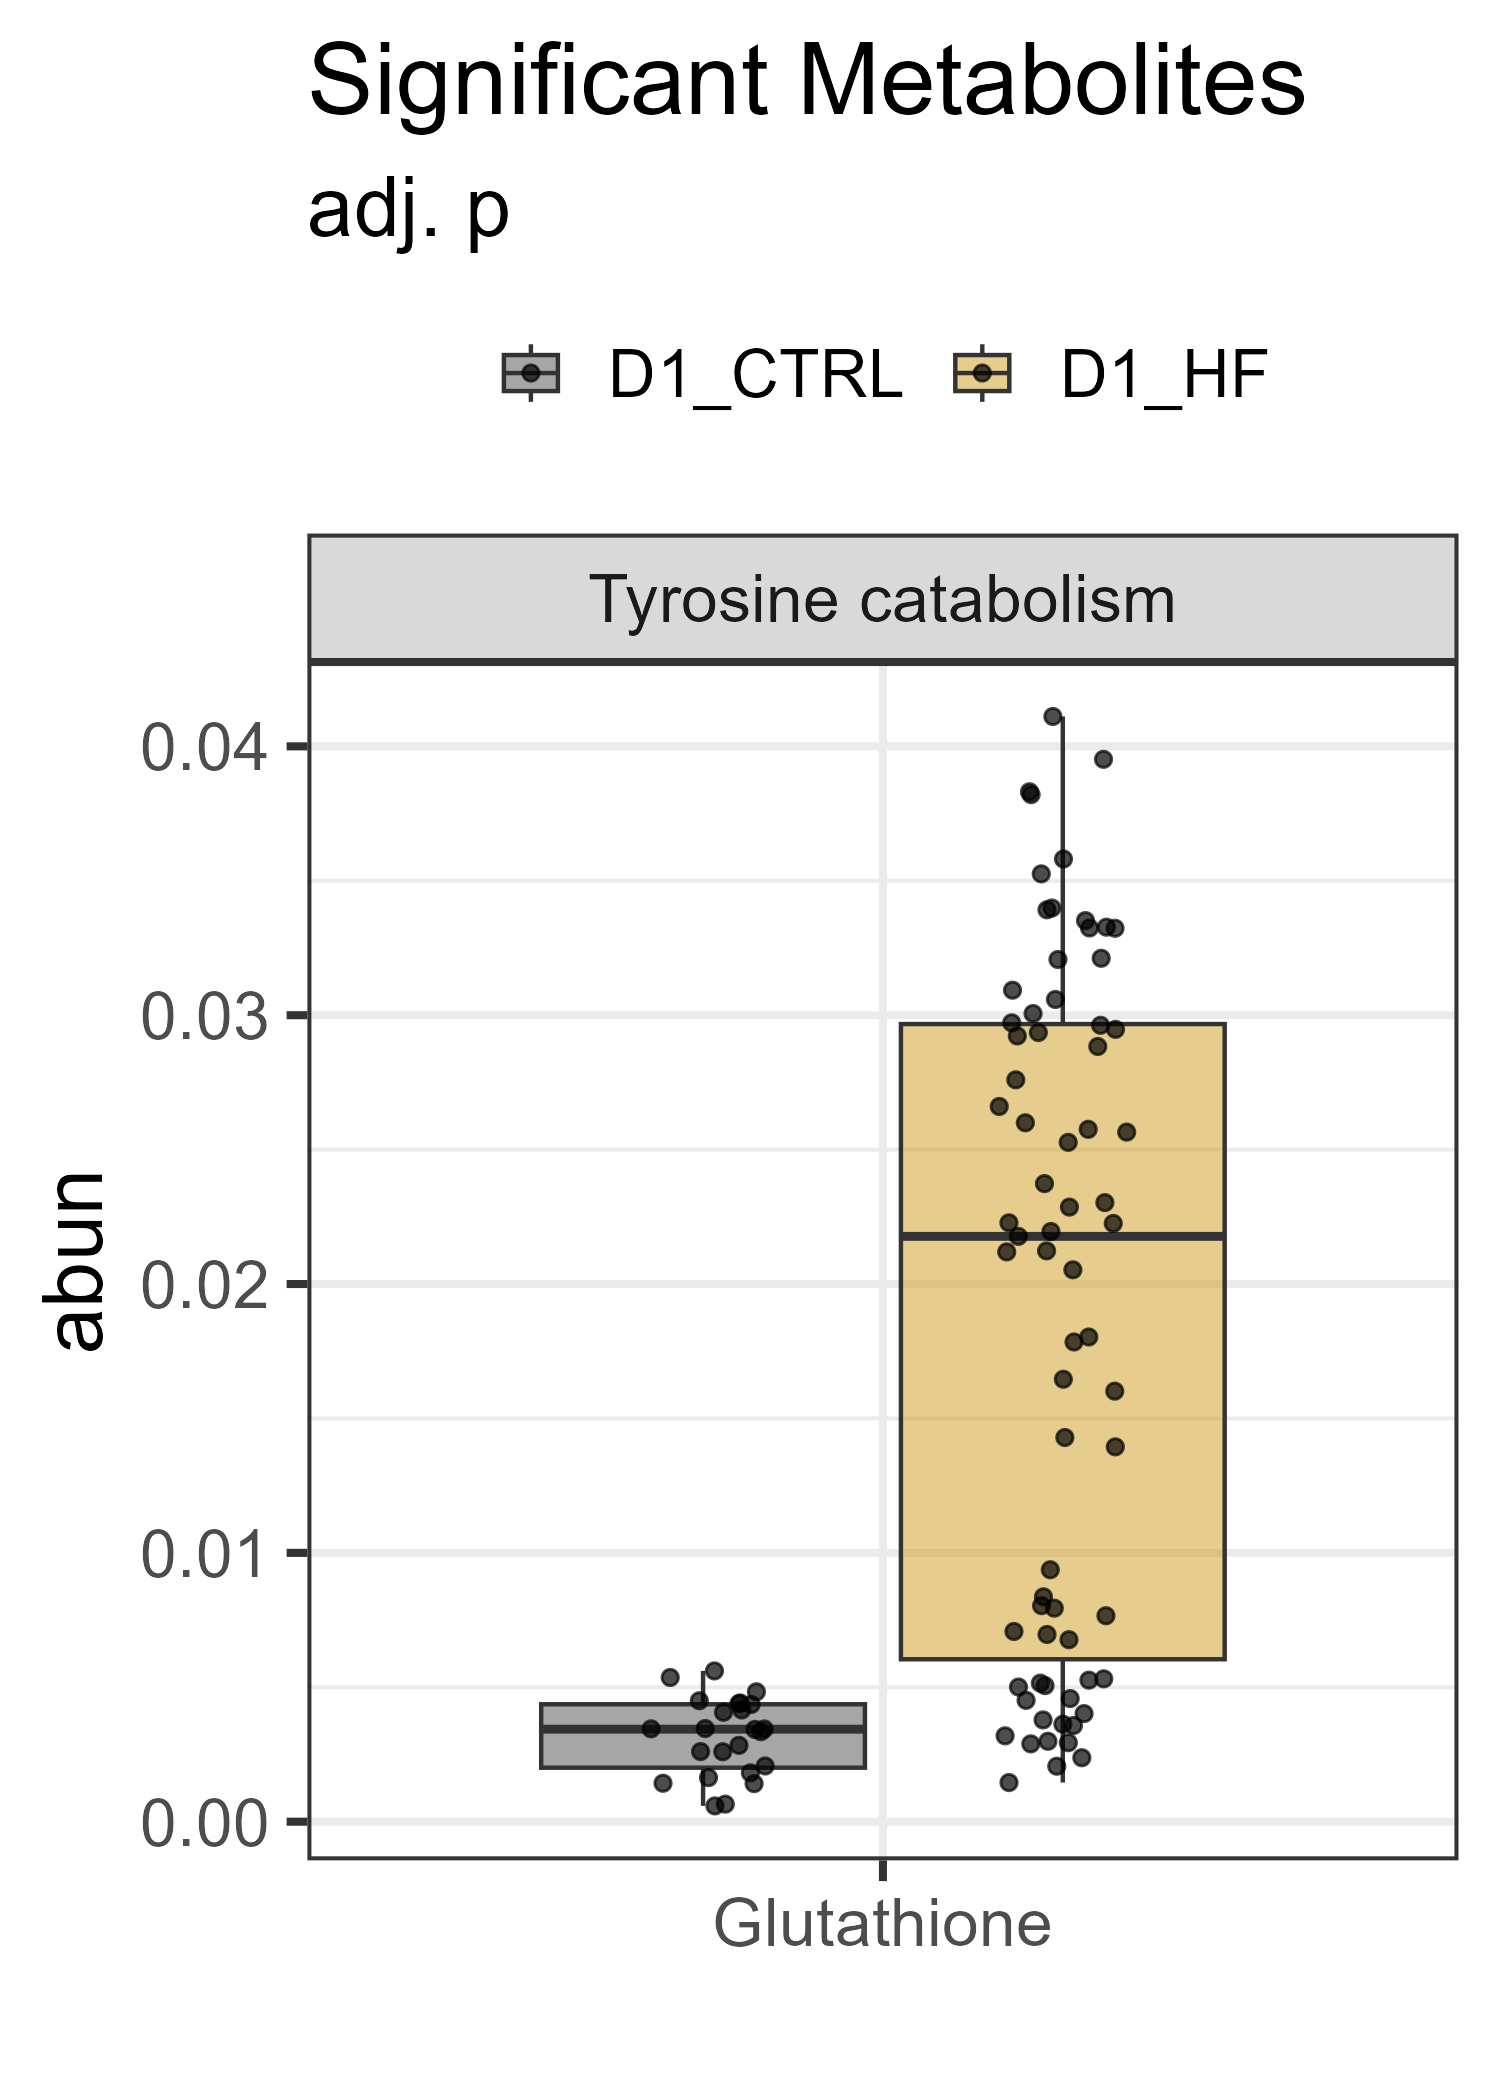 Significant Metabolites
adj. p
D1_CTRL D1_HF
Tyrosine catabolism
0.04
0.03
0.02
0.01
0.00
abun
Glutathione